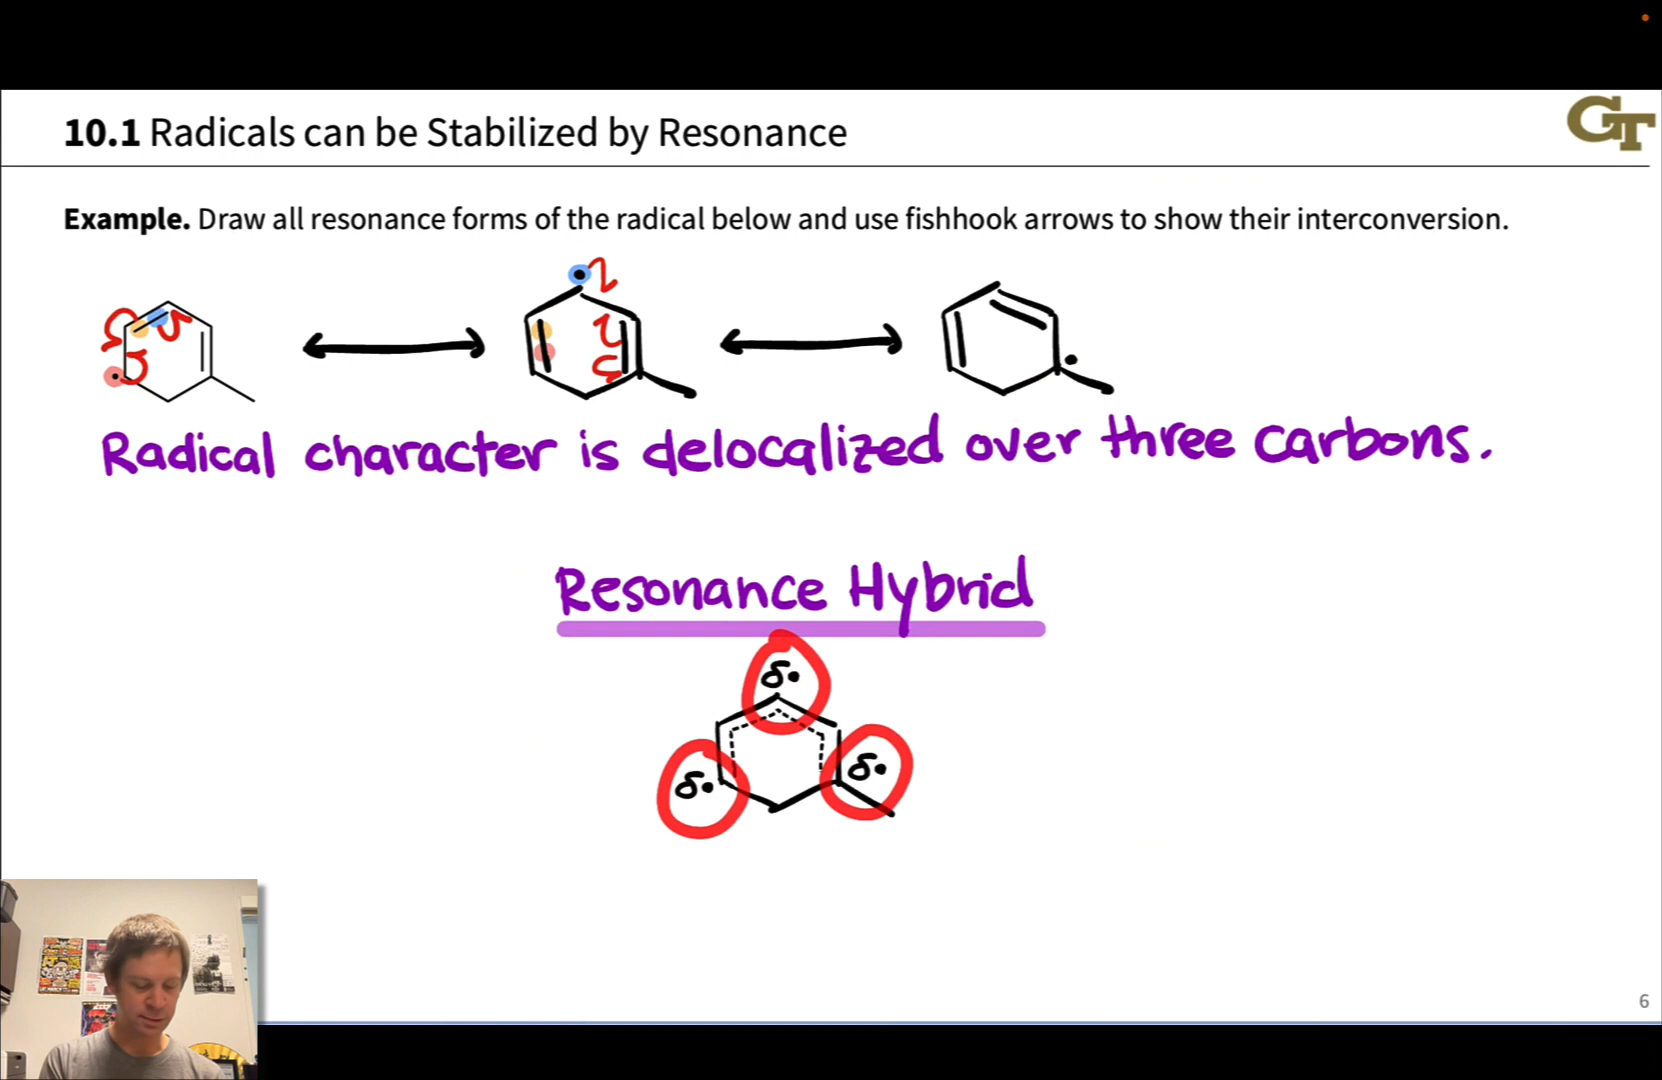 10.1 Radicals can be Stabilized by Resonance
GT
Example. Draw all resonance forms of the radical below and use fishhook arrows to show their interconversion.
Radical character is delocalized over three carbons.
Resonance Hybrid
δ•
δ• δ•
6